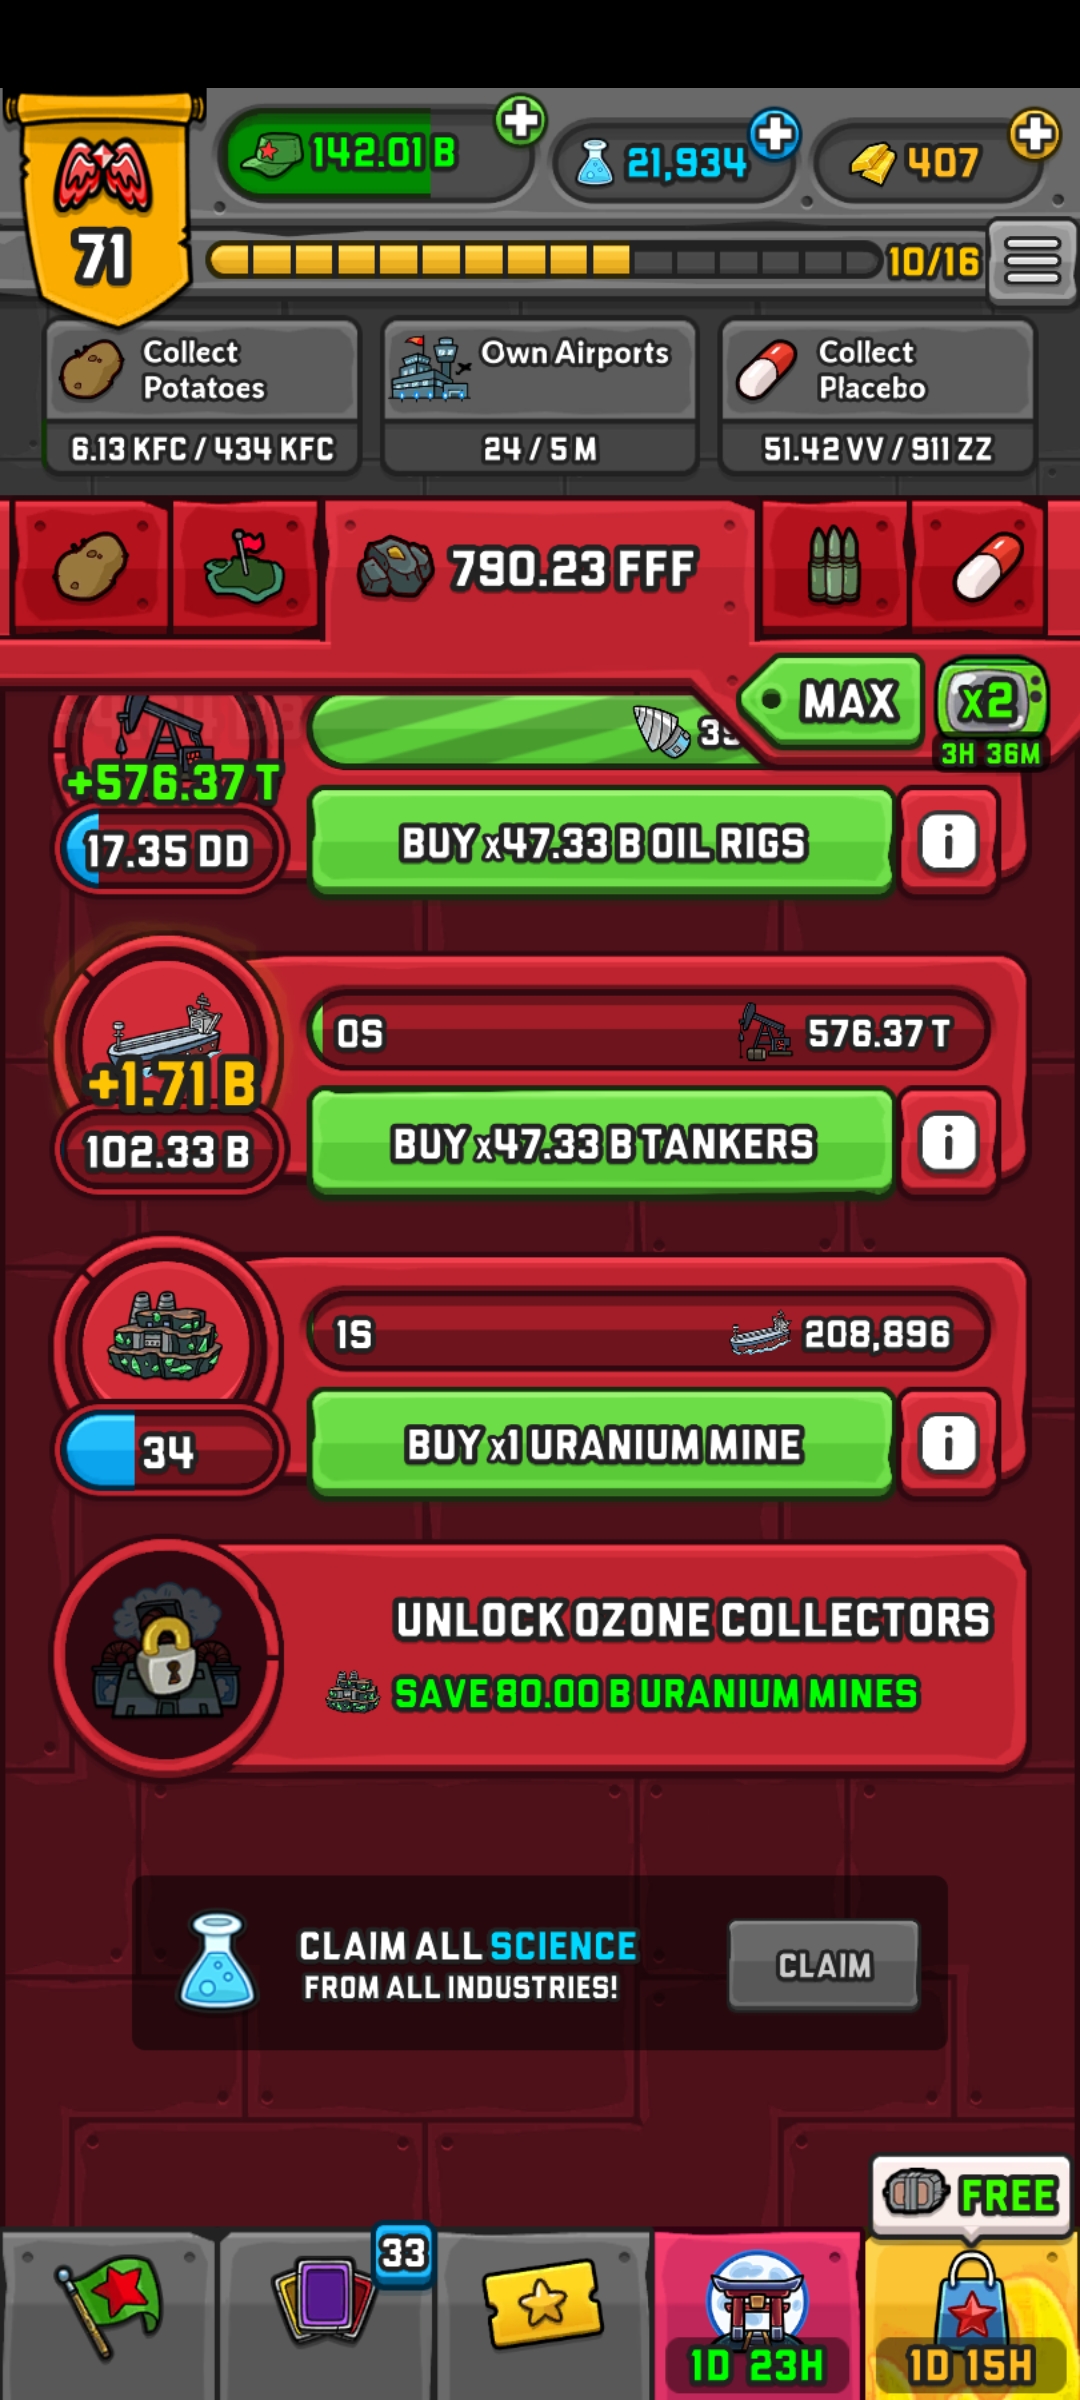 142.01 B
21,934
407
71
10/16
Collect
Potatoes
6.13 KFC / 434 KFC
Own Airports
24 / 5 M
Collect
Placebo
51.42 VV / 911 ZZ
790.23 FFF
MAX
x2
3H 36M
+576.37 T
17.35 DD
BUY x47.33 B OIL RIGS
i
0S
576.37 T
+1.71 B
102.33 B
BUY x47.33 B TANKERS
i
1S
208,896
34
BUY x1 URANIUM MINE
i
UNLOCK OZONE COLLECTORS
SAVE 80.00 B URANIUM MINES
CLAIM ALL SCIENCE
FROM ALL INDUSTRIES!
CLAIM
FREE
33
1D 23H
1D 15H